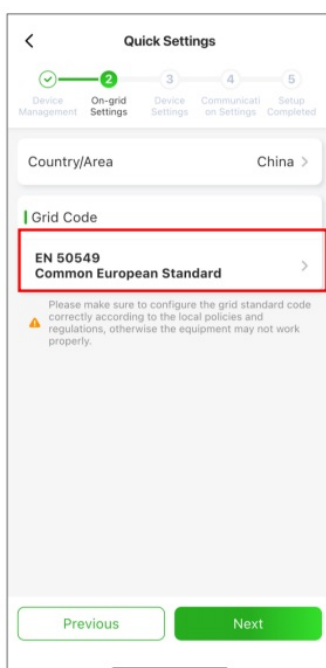 Quick Settings
2 3 4 5
Device Management On-grid Settings Device Settings Communicati on Settings Setup Completed
Country/Area China
Grid Code
EN 50549
Common European Standard
Please make sure to configure the grid standard code
correctly according to the local policies and
regulations, otherwise the equipment may not work
properly.
Previous Next